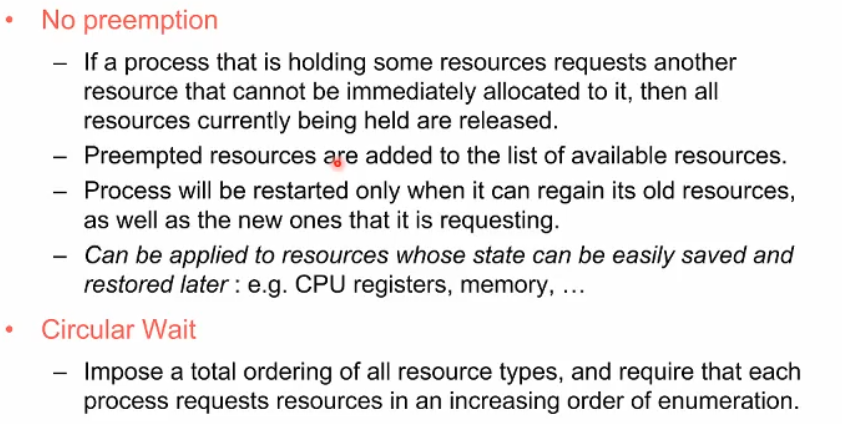 • No preemption
– If a process that is holding some resources requests another
resource that cannot be immediately allocated to it, then all
resources currently being held are released.
– Preempted resources are added to the list of available resources.
– Process will be restarted only when it can regain its old resources,
as well as the new ones that it is requesting.
– Can be applied to resources whose state can be easily saved and
restored later : e.g. CPU registers, memory, …
• Circular Wait
– Impose a total ordering of all resource types, and require that each
process requests resources in an increasing order of enumeration.